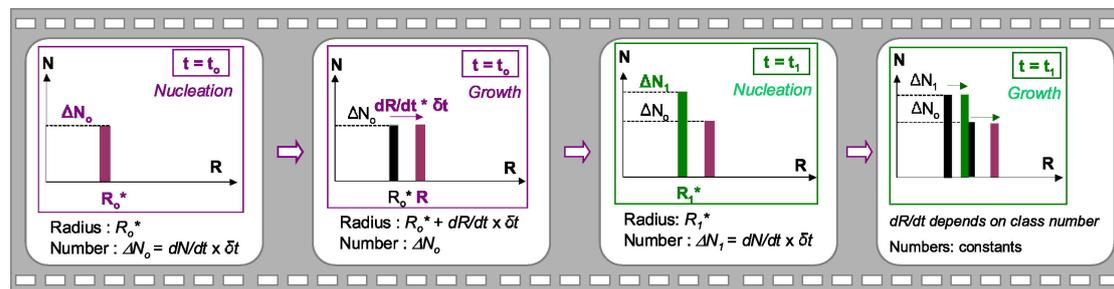 N
t = tₒ
Nucleation
ΔNₒ
R
Rₒ*
Radius : Rₒ*
Number : ΔNₒ = dN/dt x δt
N
t = tₒ
Growth
dR/dt * δt
ΔNₒ
R
Rₒ* R
Radius : Rₒ* + dR/dt x δt
Number : ΔNₒ
N
t = t₁
Nucleation
ΔN₁
ΔNₒ
R
R₁*
Radius: R₁*
Number : ΔN₁ = dN/dt x δt
N
t = t₁
Growth
ΔN₁
ΔNₒ
R
dR/dt depends on class number
Numbers: constants